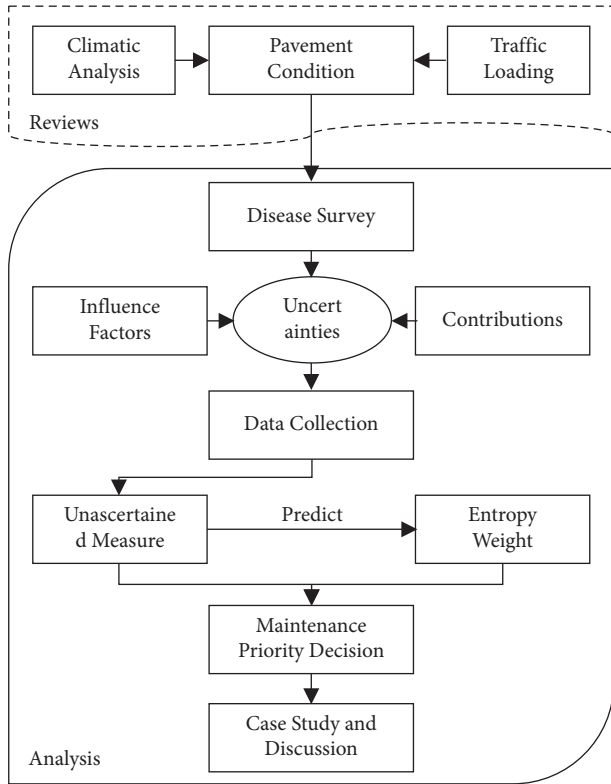 Climatic
Analysis
Pavement
Condition
Traffic
Loading
Reviews
Disease Survey
Influence
Factors
Uncert
ainties
Contributions
Data Collection
Unascertaine
d Measure
Predict
Entropy
Weight
Maintenance
Priority Decision
Case Study and
Discussion
Analysis